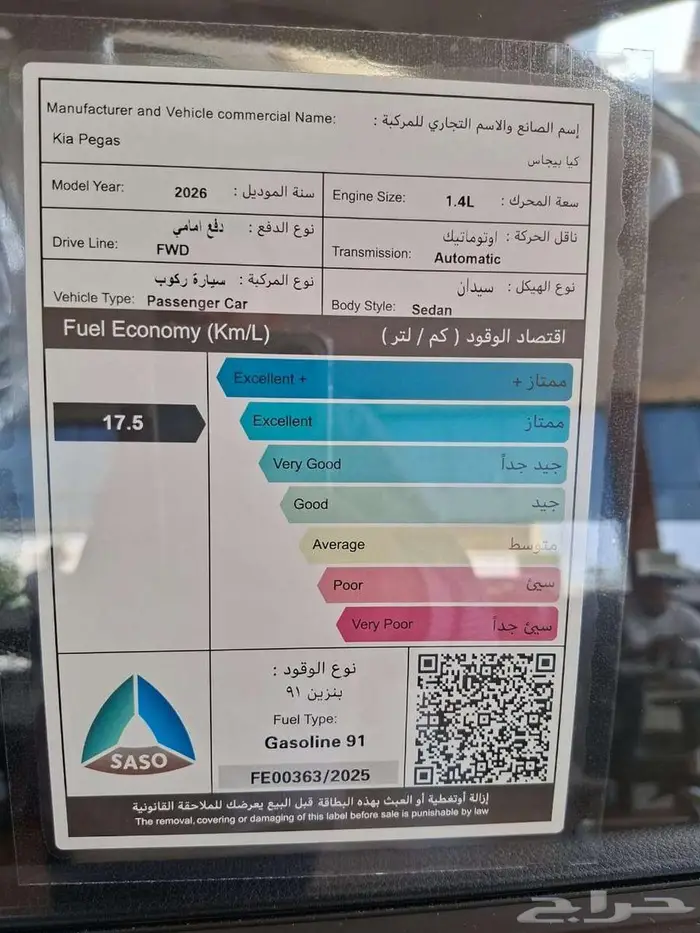 Manufacturer and Vehicle commercial Name: إسم الصانع والاسم التجاري للمركبة :
Kia Pegas كيا بيجاس
Model Year: 2026 سنة الموديل :
Engine Size: 1.4L سعة المحرك :
نوع الدفع : دفع امامي
Drive Line: FWD
ناقل الحركة : اوتوماتيك
Transmission: Automatic
نوع المركبة : سيارة ركوب
Vehicle Type: Passenger Car
نوع الهيكل : سيدان
Body Style: Sedan
Fuel Economy (Km/L) اقتصاد الوقود ( كم / لتر )
Excellent + ممتاز +
17.5
Excellent ممتاز
Very Good جيد جداً
Good جيد
Average متوسط
Poor سيئ
Very Poor سيئ جداً
نوع الوقود :
بنزين ٩١
Fuel Type:
Gasoline 91
SASO
FE00363/2025
إزالة أوتغطية أو العبث بهذه البطاقة قبل البيع يعرضك للملاحقة القانونية
The removal, covering or damaging of this label before sale is punishable by law
حراج